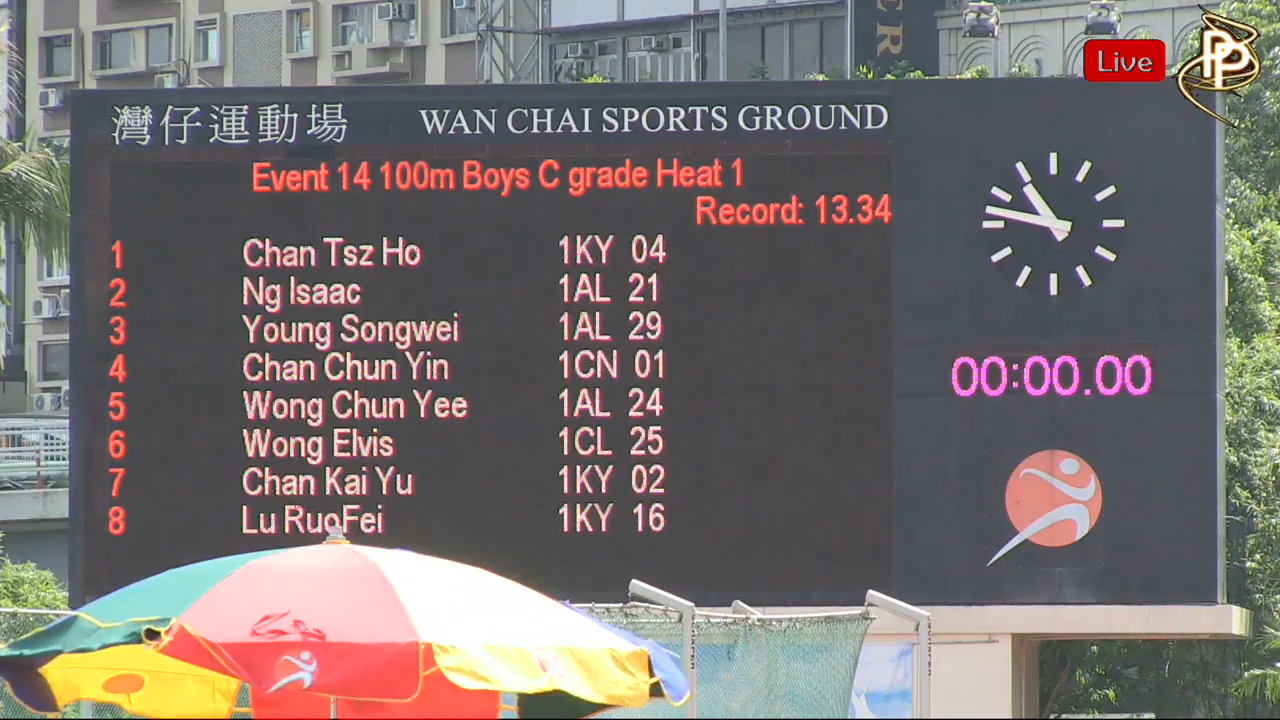 Live
PP
R
灣仔運動場 WAN CHAI SPORTS GROUND
Event 14 100m Boys C grade Heat 1
Record: 13.34
1 Chan Tsz Ho 1KY 04
2 Ng Isaac 1AL 21
3 Young Songwei 1AL 29
4 Chan Chun Yin 1CN 01
5 Wong Chun Yee 1AL 24
6 Wong Elvis 1CL 25
7 Chan Kai Yu 1KY 02
8 Lu RuoFei 1KY 16
00:00.00